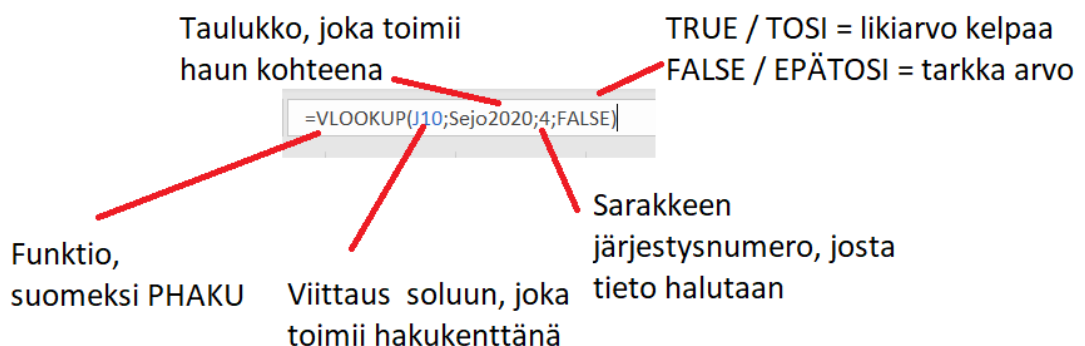 Taulukko, joka toimii
haun kohteena
TRUE / TOSI = likiarvo kelpaa
FALSE / EPÄTOSI = tarkka arvo
=VLOOKUP(J10;Sejo2020;4;FALSE)
Funktio,
suomeksi PHAKU
Viittaus soluun, joka
toimii hakukenttänä
Sarakkeen
järjestysnumero, josta
tieto halutaan